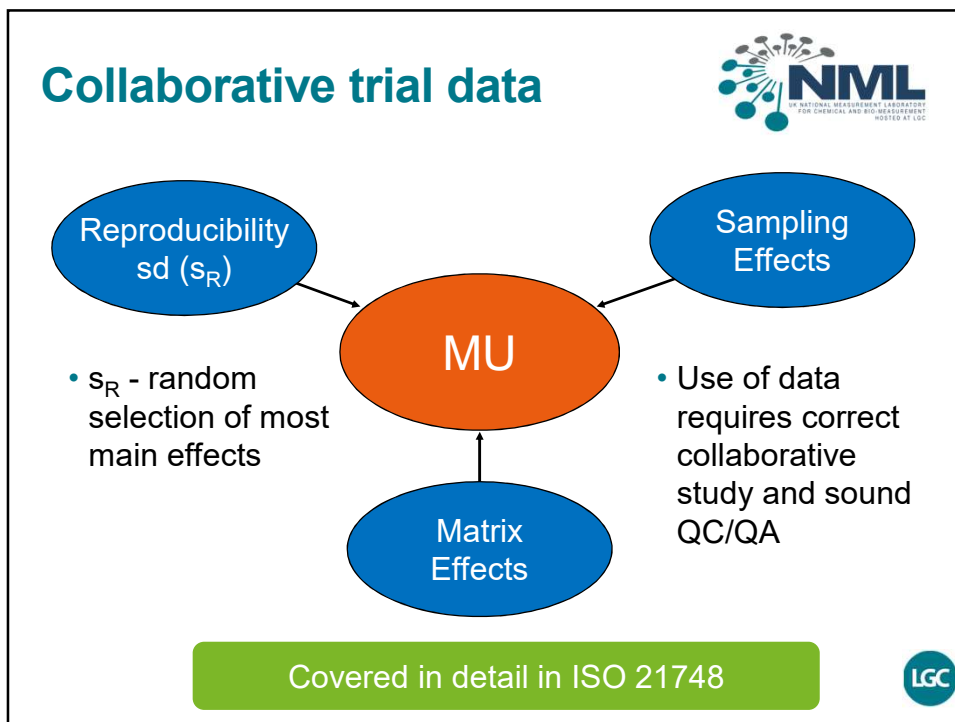 Collaborative trial data
NML
UK NATIONAL MEASUREMENT LABORATORY
FOR CHEMICAL AND BIO-MEASUREMENT
HOSTED AT LGC
Reproducibility
sd (sR)
Sampling
Effects
MU
• sR - random
selection of most
main effects
• Use of data
requires correct
collaborative
study and sound
QC/QA
Matrix
Effects
Covered in detail in ISO 21748
LGC